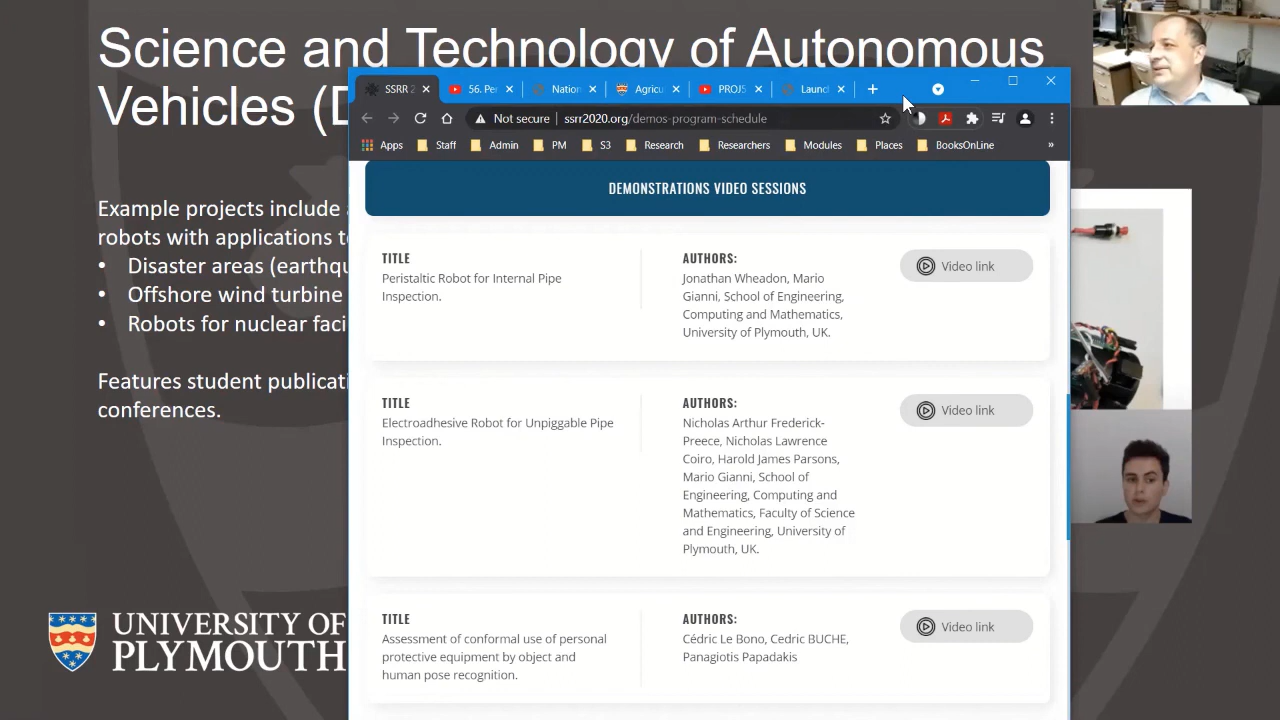 Science and Technology of Autonomous
Vehicles (D
Example projects include a
robots with applications to
• Disaster areas (earthqu
• Offshore wind turbine
• Robots for nuclear faci
Features student publicati
conferences.
UNIVERSITY OF
PLYMOUTH
SSRR 2
56. Per
Nation
Agricu
PROJ5
Launch
Not secure
ssrr2020.org/demos-program-schedule
Apps
Staff
Admin
PM
S3
Research
Researchers
Modules
Places
BooksOnLine
»
DEMONSTRATIONS VIDEO SESSIONS
TITLE
Peristaltic Robot for Internal Pipe
Inspection.
AUTHORS:
Jonathan Wheadon, Mario
Gianni, School of Engineering,
Computing and Mathematics,
University of Plymouth, UK.
Video link
TITLE
Electroadhesive Robot for Unpiggable Pipe
Inspection.
AUTHORS:
Nicholas Arthur Frederick-
Preece, Nicholas Lawrence
Coiro, Harold James Parsons,
Mario Gianni, School of
Engineering, Computing and
Mathematics, Faculty of Science
and Engineering, University of
Plymouth, UK.
Video link
TITLE
Assessment of conformal use of personal
protective equipment by object and
human pose recognition.
AUTHORS:
Cédric Le Bono, Cedric BUCHE,
Panagiotis Papadakis
Video link